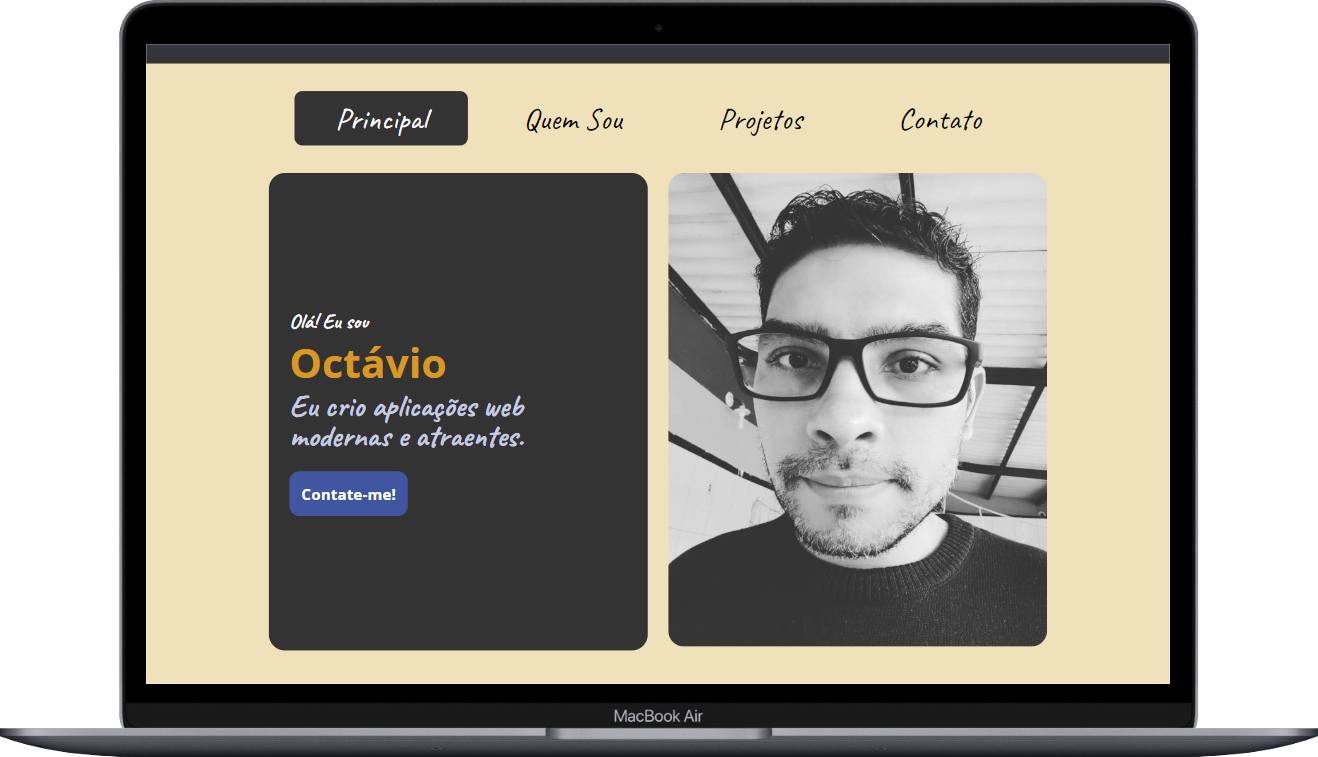 Principal
Quem Sou
Projetos
Contato
Olá! Eu sou
Octávio
Eu crio aplicações web
modernas e atraentes.
Contate-me!
MacBook Air